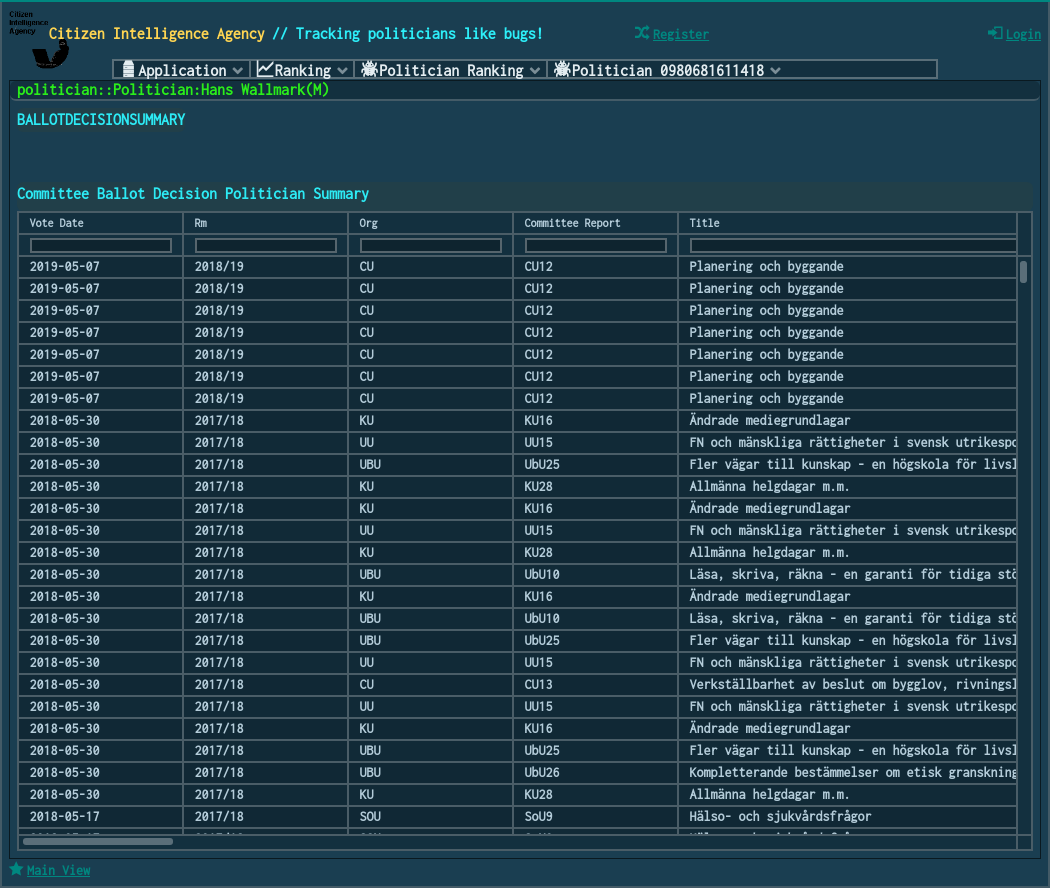 Citizen
Intelligence
Agency
Citizen Intelligence Agency // Tracking politicians like bugs!
Register
Login
Application
Ranking
Politician Ranking
Politician 0980681611418
politician::Politician:Hans Wallmark(M)
BALLOTDECISIONSUMMARY
Committee Ballot Decision Politician Summary
Vote Date Rm Org Committee Report Title
2019-05-07 2018/19 CU CU12 Planering och byggande
2019-05-07 2018/19 CU CU12 Planering och byggande
2019-05-07 2018/19 CU CU12 Planering och byggande
2019-05-07 2018/19 CU CU12 Planering och byggande
2019-05-07 2018/19 CU CU12 Planering och byggande
2019-05-07 2018/19 CU CU12 Planering och byggande
2019-05-07 2018/19 CU CU12 Planering och byggande
2018-05-30 2017/18 KU KU16 Ändrade mediegrundlagar
2018-05-30 2017/18 UU UU15 FN och mänskliga rättigheter i svensk utrikespo
2018-05-30 2017/18 UBU UbU25 Fler vägar till kunskap - en högskola för livsl
2018-05-30 2017/18 KU KU28 Allmänna helgdagar m.m.
2018-05-30 2017/18 KU KU16 Ändrade mediegrundlagar
2018-05-30 2017/18 UU UU15 FN och mänskliga rättigheter i svensk utrikespo
2018-05-30 2017/18 KU KU28 Allmänna helgdagar m.m.
2018-05-30 2017/18 UBU UbU10 Läsa, skriva, räkna - en garanti för tidiga stö
2018-05-30 2017/18 KU KU16 Ändrade mediegrundlagar
2018-05-30 2017/18 UBU UbU10 Läsa, skriva, räkna - en garanti för tidiga stö
2018-05-30 2017/18 UBU UbU25 Fler vägar till kunskap - en högskola för livsl
2018-05-30 2017/18 UU UU15 FN och mänskliga rättigheter i svensk utrikespo
2018-05-30 2017/18 CU CU13 Verkställbarhet av beslut om bygglov, rivningsl
2018-05-30 2017/18 UU UU15 FN och mänskliga rättigheter i svensk utrikespo
2018-05-30 2017/18 KU KU16 Ändrade mediegrundlagar
2018-05-30 2017/18 UBU UbU25 Fler vägar till kunskap - en högskola för livsl
2018-05-30 2017/18 UBU UbU26 Kompletterande bestämmelser om etisk granskning
2018-05-30 2017/18 KU KU28 Allmänna helgdagar m.m.
2018-05-17 2017/18 SOU SoU9 Hälso- och sjukvårdsfrågor
Main View